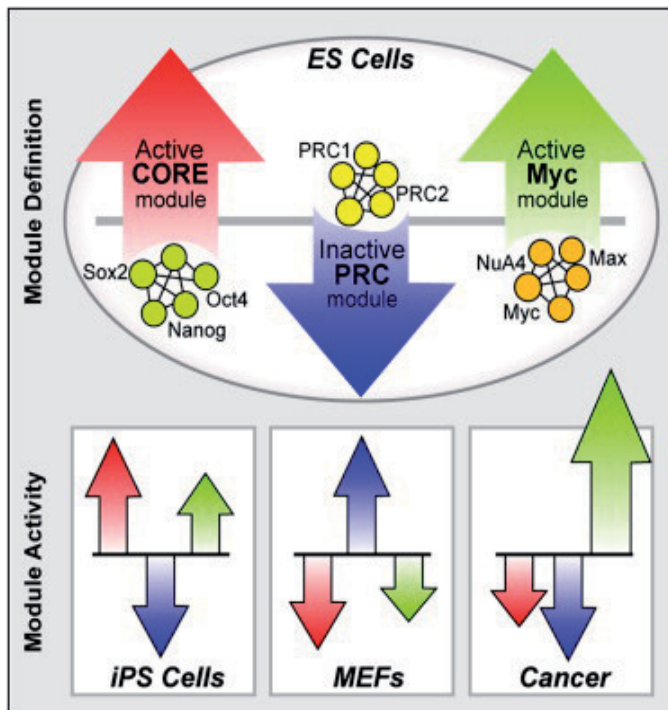 Module Definition
ES Cells
Active
CORE
module
PRC1
PRC2
Active
Myc
module
Inactive
PRC
module
Sox2
Oct4
Nanog
NuA4
Max
Myc
Module Activity
iPS Cells
MEFs
Cancer